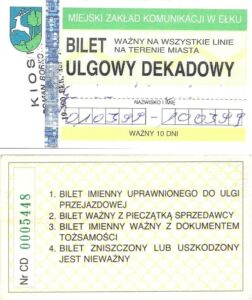 MIEJSKI ZAKŁAD KOMUNIKACJI W EŁKU
BILET WAŻNY NA WSZYSTKIE LINIE
NA TERENIE MIASTA
ULGOWY DEKADOWY
NAZWISKO I IMIĘ
010398-100398
WAŻNY 10 DNI
KIOSK
Nr CD 0005448
1. BILET IMIENNY UPRAWNIONEGO DO ULGI
PRZEJAZDOWEJ
2. BILET WAŻNY Z PIECZĄTKĄ SPRZEDAWCY
3. BILET IMIENNY WAŻNY Z DOKUMENTEM
TOŻSAMOŚCI
4. BILET ZNISZCZONY LUB USZKODZONY
JEST NIEWAŻNY